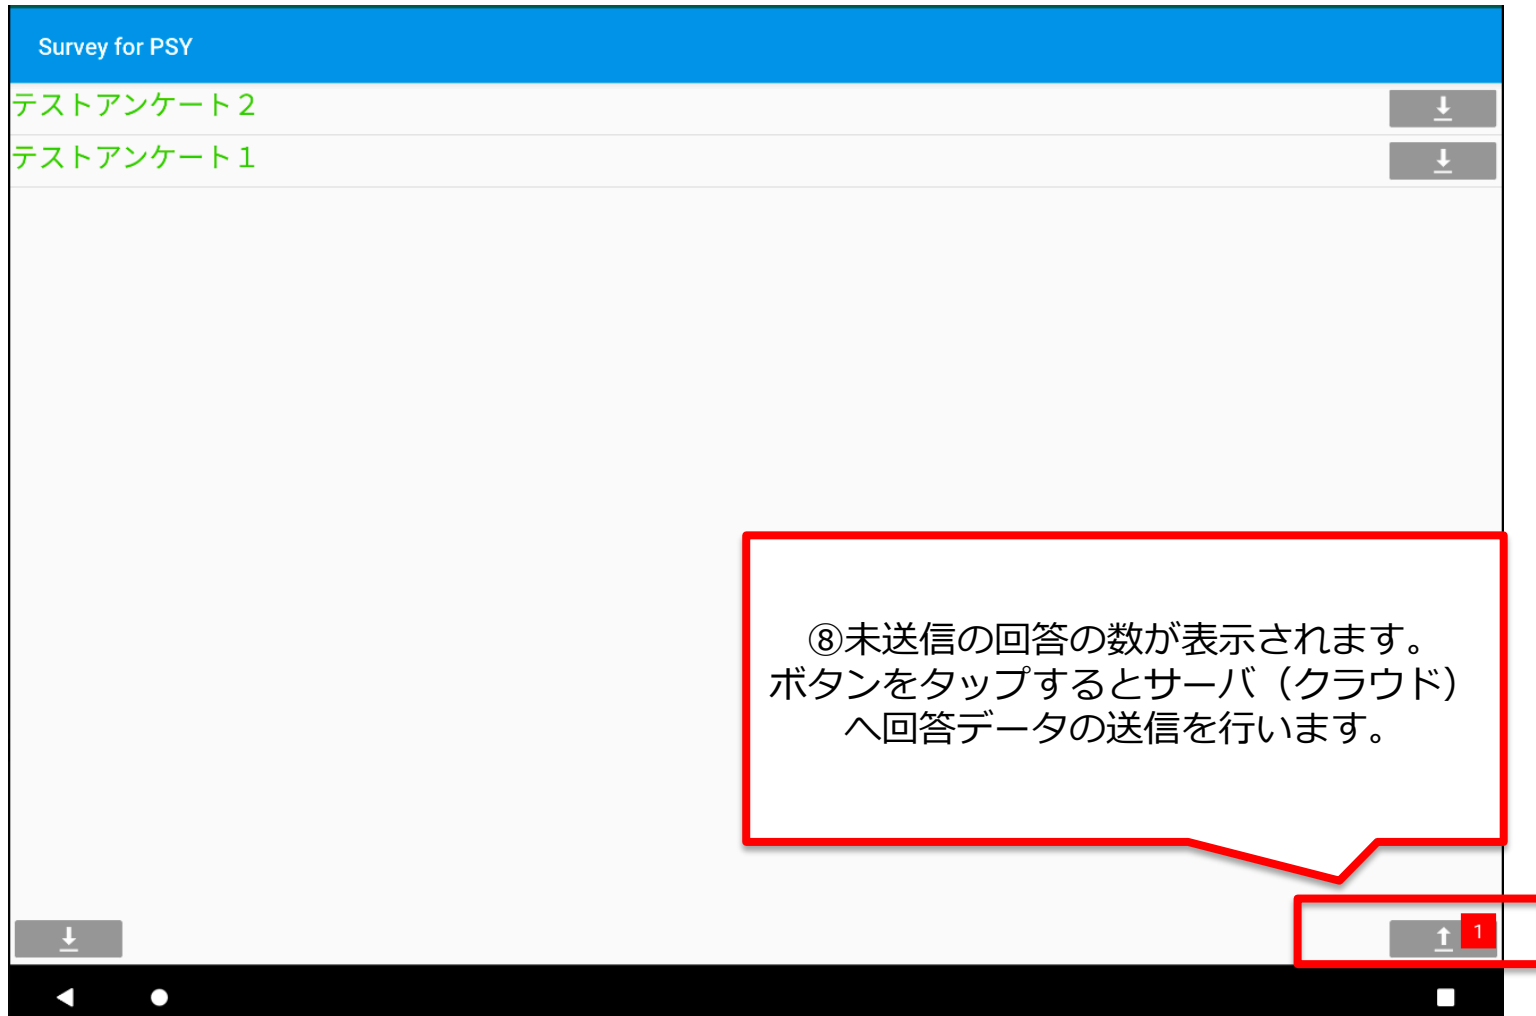 Survey for PSY
テストアンケート２
テストアンケート１
⑧未送信の回答の数が表示されます。
ボタンをタップするとサーバ（クラウド）
へ回答データの送信を行います。
1